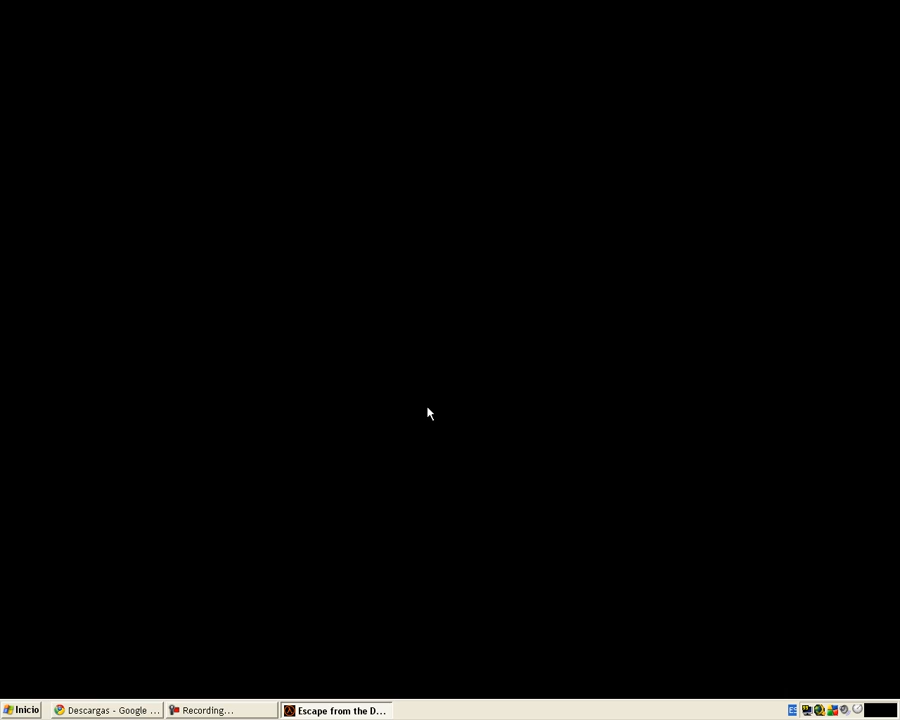 Inicio
Descargas - Google ...
Recording...
Escape from the D...
ES